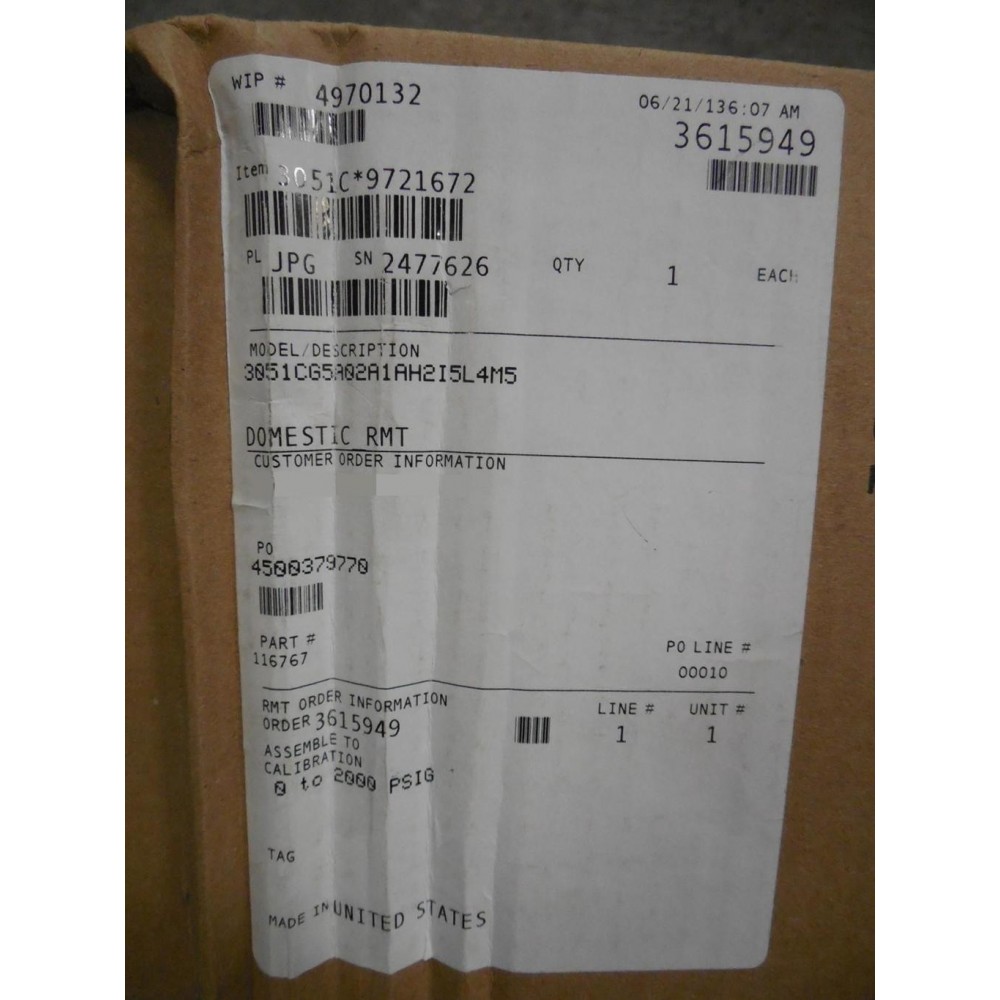 WIP # 4970132
06/21/136:07 AM
3615949
Item 3051C*9721672
PL JPG SN 2477626 QTY 1 EACH
MODEL/DESCRIPTION
3051CG5A02A1AH2I5L4M5
DOMESTIC RMT
CUSTOMER ORDER INFORMATION
PO
4500379770
PART # PO LINE #
116767 00010
RMT ORDER INFORMATION LINE # UNIT #
ORDER 3615949 1 1
ASSEMBLE TO
CALIBRATION
0 to 2000 PSIG
TAG
MADE IN UNITED STATES